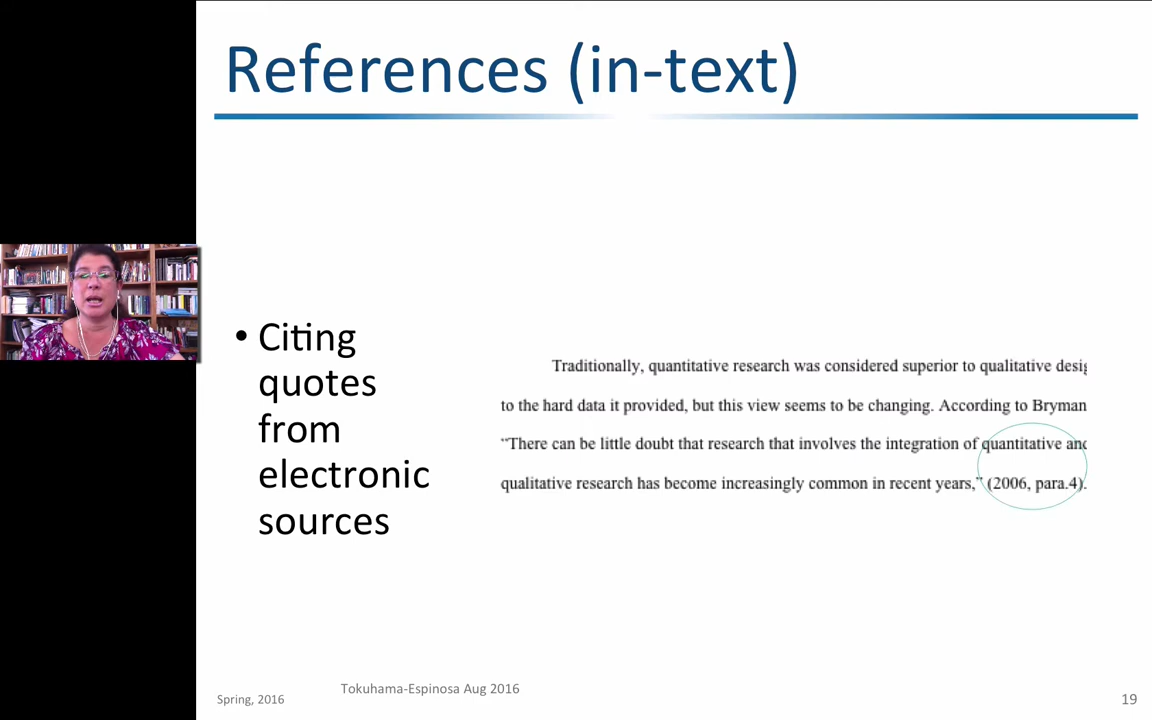 References (in-text)
• Citing
quotes
from
electronic
sources
Traditionally, quantitative research was considered superior to qualitative
to the hard data it provided, but this view seems to be changing. According to Bryman
“There can be little doubt that research that involves the integration of quantitative
qualitative research has become increasingly common in recent years,” (2006, para.4).
Spring, 2016
Tokuhama-Espinosa Aug 2016
19